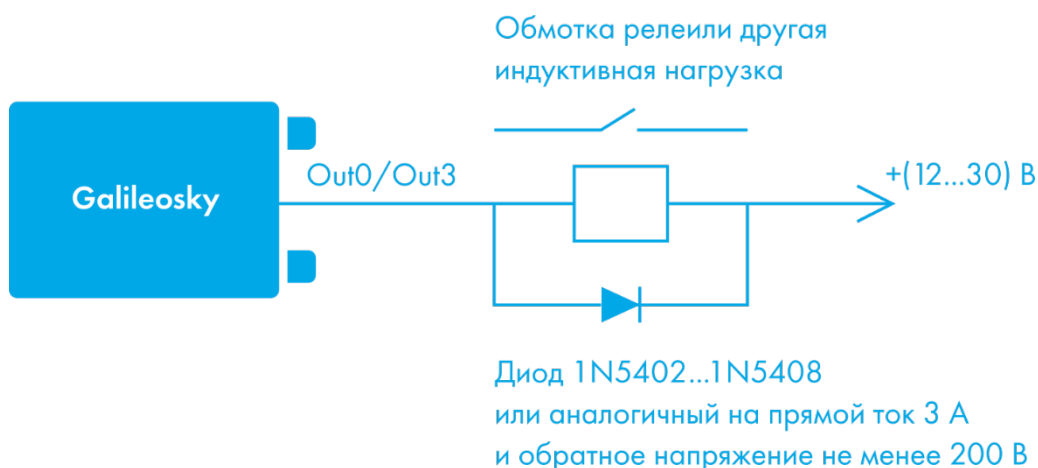 Обмотка релеили другая
индуктивная нагрузка
Galileosky
Out0/Out3
+(12...30) В
Диод 1N5402...1N5408
или аналогичный на прямой ток 3 А
и обратное напряжение не менее 200 В